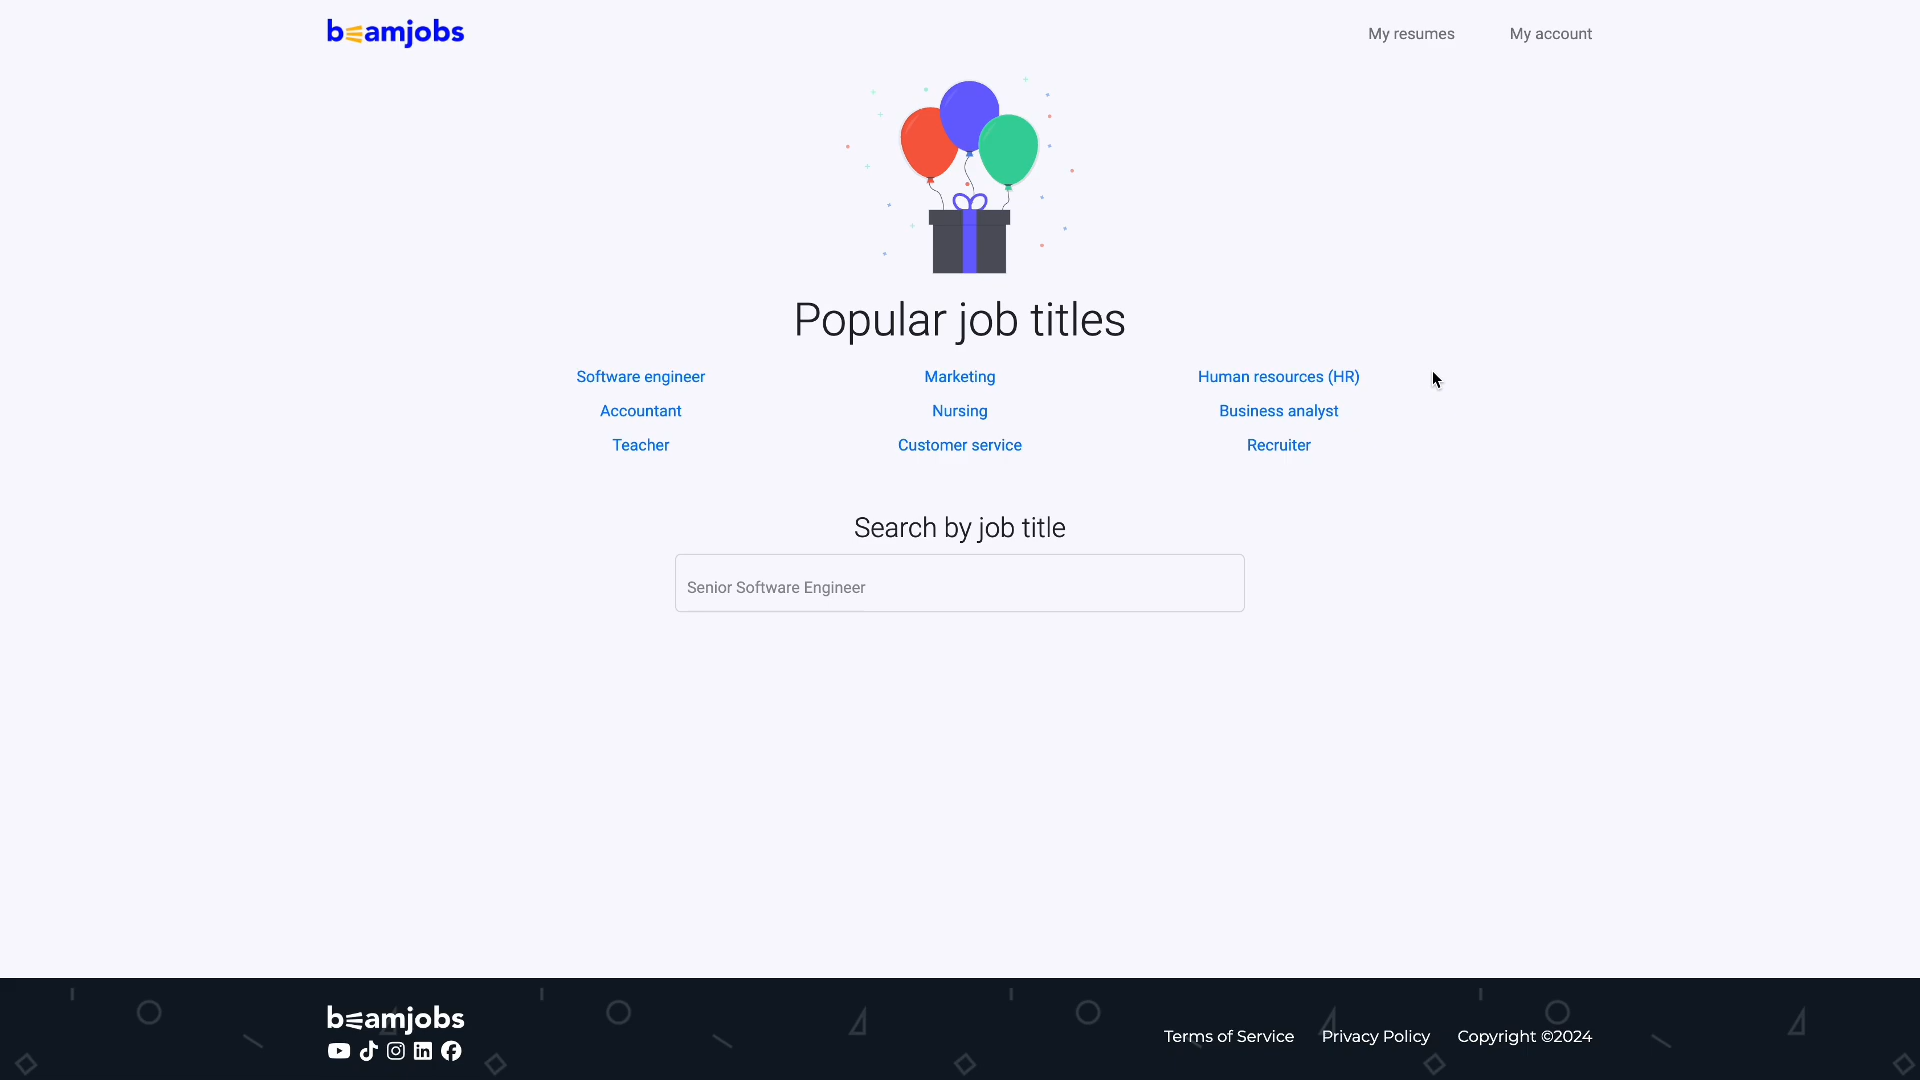 beamjobs
My resumes
My account
Popular job titles
Software engineer
Marketing
Human resources (HR)
Accountant
Nursing
Business analyst
Teacher
Customer service
Recruiter
Search by job title
Senior Software Engineer
beamjobs
Terms of Service
Privacy Policy
Copyright ©2024